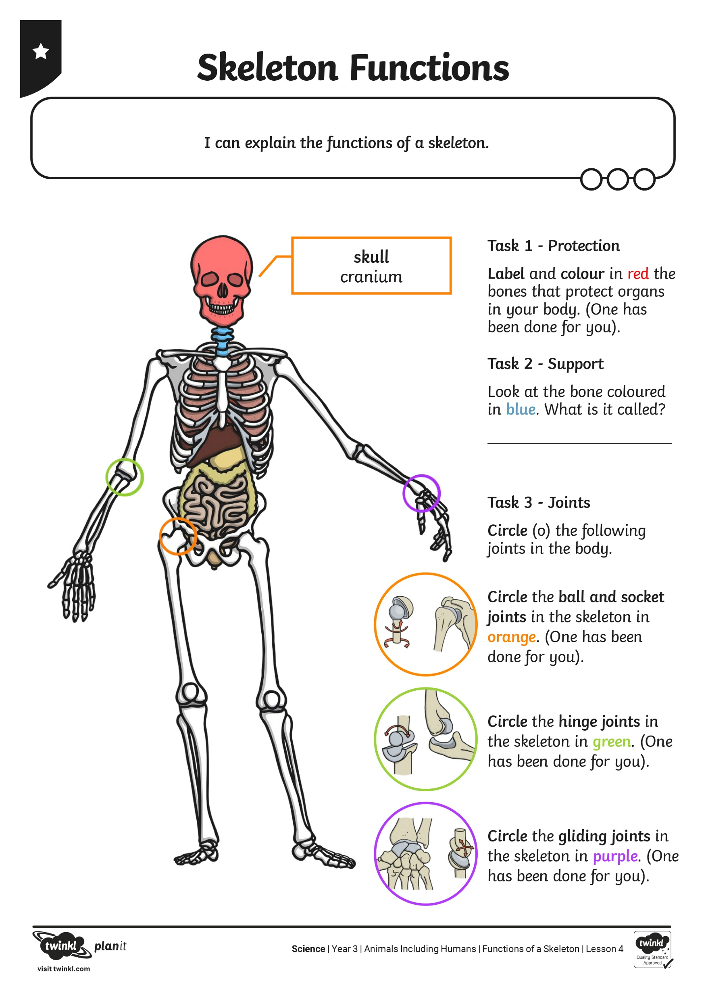 Skeleton Functions
I can explain the functions of a skeleton.
skull
cranium
Task 1 - Protection
Label and colour in red the
bones that protect organs
in your body. (One has
been done for you).
Task 2 - Support
Look at the bone coloured
in blue. What is it called?
Task 3 - Joints
Circle (o) the following
joints in the body.
Circle the ball and socket
joints in the skeleton in
orange. (One has been
done for you).
Circle the hinge joints in
the skeleton in green. (One
has been done for you).
Circle the gliding joints in
the skeleton in purple. (One
has been done for you).
twinkl planit
visit twinkl.com
Science | Year 3 | Animals Including Humans | Functions of a Skeleton | Lesson 4
twinkl
Quality Standard
Approved